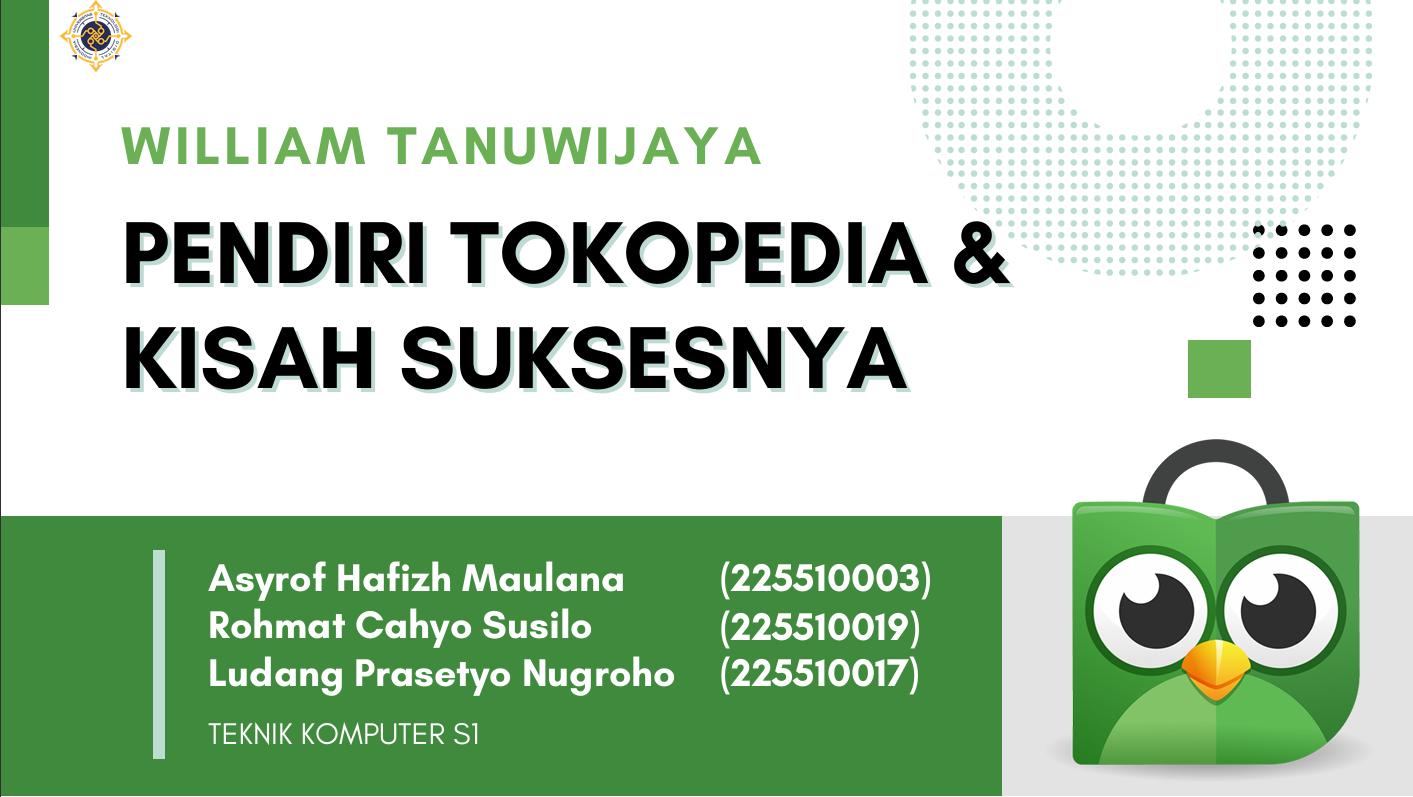 WILLIAM TANUWIJAYA
PENDIRI TOKOPEDIA &
KISAH SUKSESNYA
Asyrof Hafizh Maulana (225510003)
Rohmat Cahyo Susilo (225510019)
Ludang Prasetyo Nugroho (225510017)
TEKNIK KOMPUTER S1